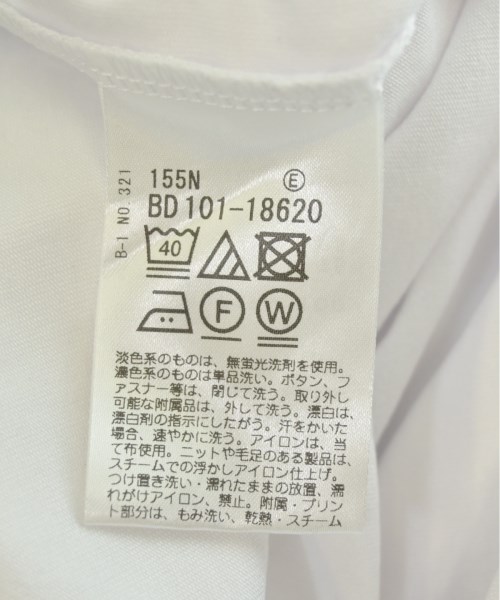 B-1 NO.321
155N Ⓔ
BD101-18620
40
F W
淡色系のものは、無蛍光洗剤を使用。
濃色系のものは単品洗い。ボタン、フ
ァスナー等は、閉じて洗う。取り外し
可能な附属品は、外して洗う。漂白は、
漂白剤の指示にしたがう。汗をかいた
場合、速やかに洗う。アイロンは、当
て布使用。ニットや毛足のある製品は、
スチームでの浮かしアイロン仕上げ。
つけ置き洗い・濡れたままの放置、濡
れがけアイロン、禁止。附属・プリン
ト部分は、もみ洗い、乾熱・スチーム